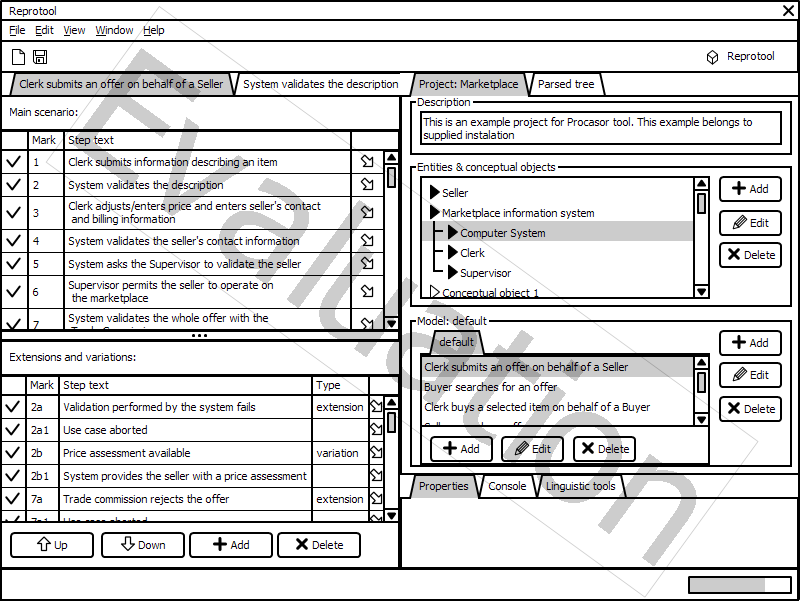 Reprotool
File Edit View Window Help
Reprotool
Clerk submits an offer on behalf of a Seller
System validates the description
Main scenario:
Mark Step text
1 Clerk submits information describing an item
2 System validates the description
3 Clerk adjusts/enters price and enters seller's contact
and billing information
4 System validates the seller's contact information
5 System asks the Supervisor to validate the seller
6 Supervisor permits the seller to operate on
the marketplace
7 System validates the whole offer with the
Extensions and variations:
Mark Step text Type
2a Validation performed by the system fails extension
2a1 Use case aborted
2b Price assessment available variation
2b1 System provides the seller with a price assessment
7a Trade commission rejects the offer extension
7a1 Use case aborted
Up Down Add Delete
Project: Marketplace
Parsed tree
Description
This is an example project for Procasor tool. This example belongs to
supplied instalation
Entities & conceptual objects
Seller
Marketplace information system
Computer System
Clerk
Supervisor
Conceptual object 1
Add
Edit
Delete
Model: default
default
Clerk submits an offer on behalf of a Seller
Buyer searches for an offer
Clerk buys a selected item on behalf of a Buyer
Add Edit Delete
Add
Edit
Delete
Properties Console Linguistic tools
Evaluation